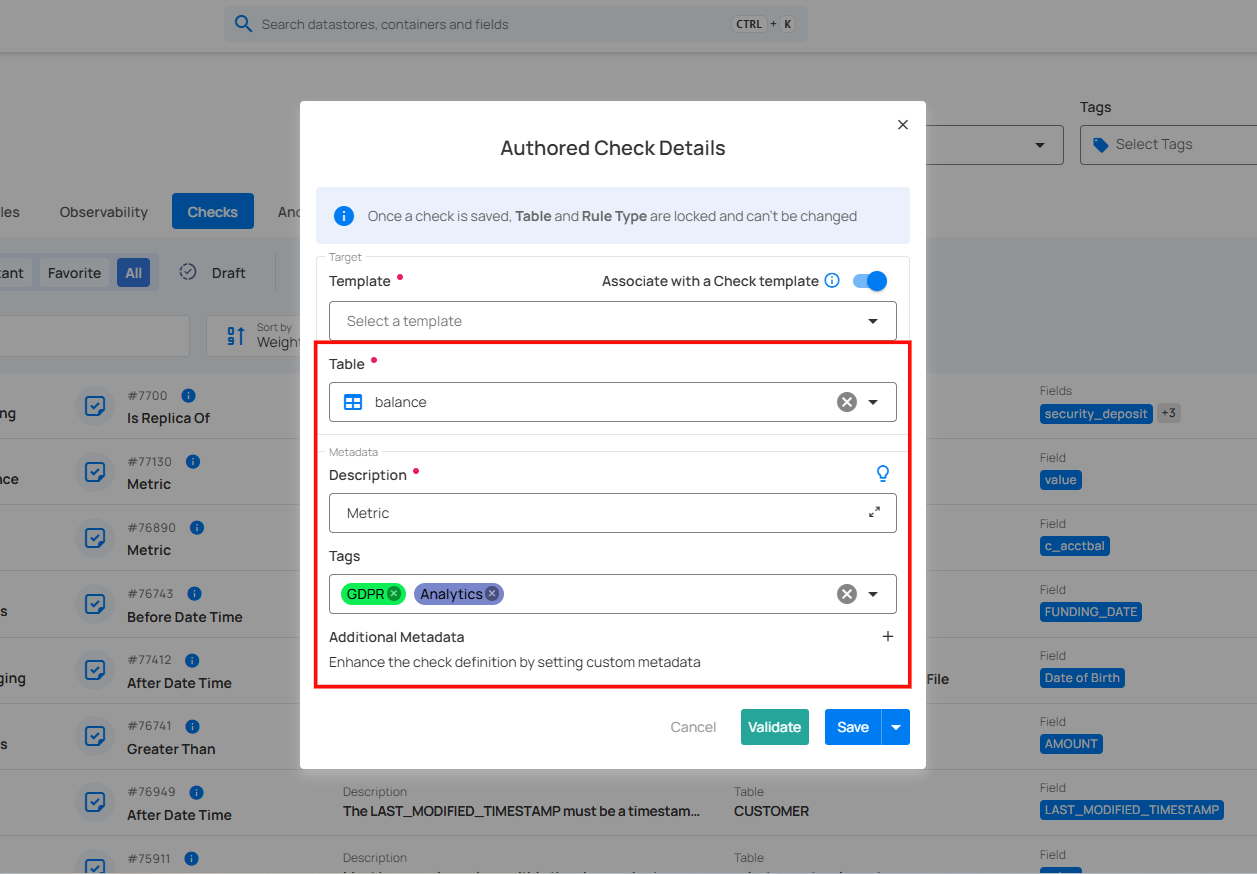 Search datastores, containers and fields CTRL + K
Tags
Select Tags
les Observability Checks Anc
tant Favorite All Draft
Sort by
Weight
Authored Check Details
Once a check is saved, Table and Rule Type are locked and can't be changed
Target
Template Associate with a Check template
Select a template
Table
balance
Metadata
Description
Metric
Tags
GDPR Analytics
Additional Metadata +
Enhance the check definition by setting custom metadata
Cancel Validate Save
#7700 Fields
ng Is Replica Of security_deposit +3
#77130 Field
nce Metric value
#76890 Field
Metric c_acctbal
#76743 Field
s Before Date Time FUNDING_DATE
#77412 Field
ging After Date Time File Date of Birth
#76741 Field
s Greater Than AMOUNT
#76949 Description Table Field
After Date Time The LAST_MODIFIED_TIMESTAMP must be a timestam... CUSTOMER LAST_MODIFIED_TIMESTAMP
#75911 Description Table Field